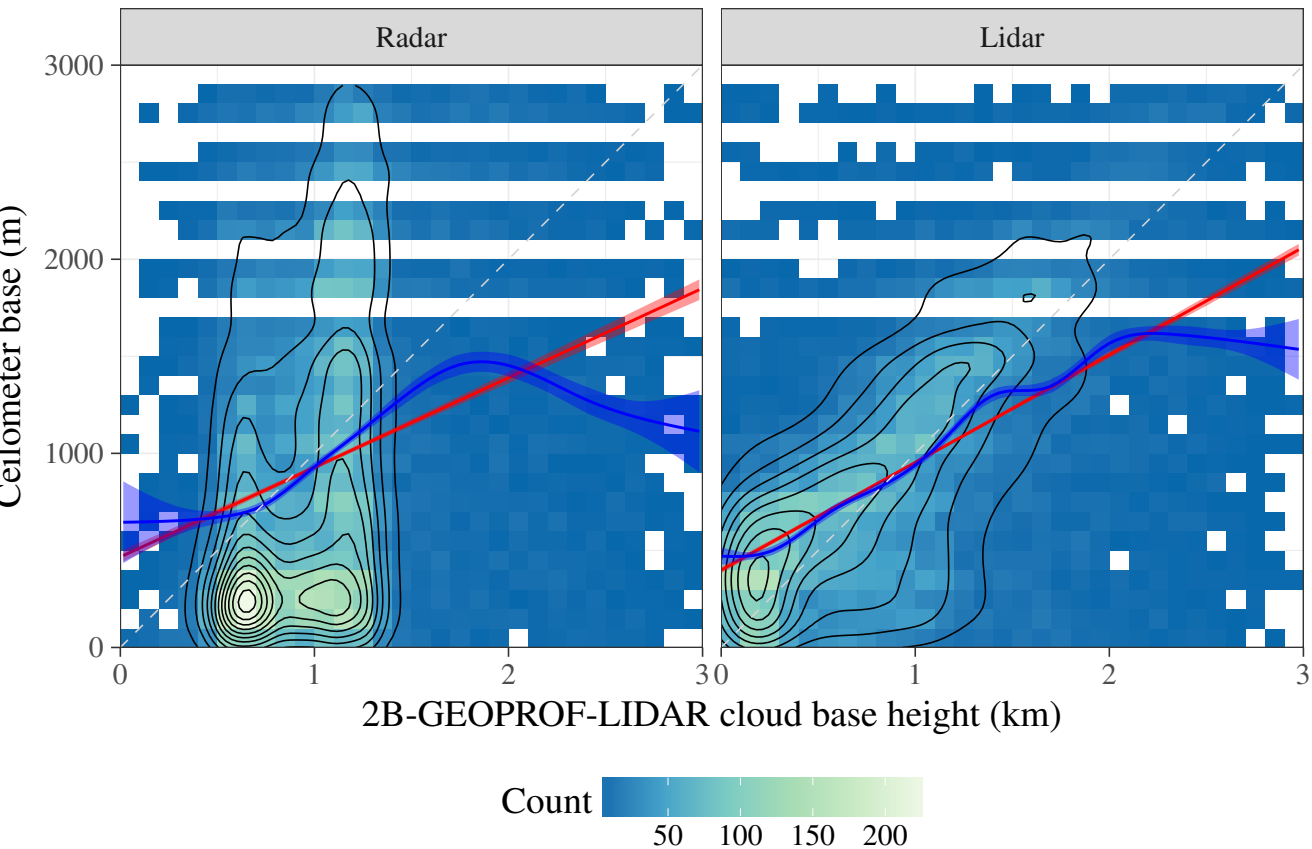 Radar
Lidar
Ceilometer base (m)
3000
2000
1000
0
0 1 2 3
0 1 2 3
2B-GEOPROF-LIDAR cloud base height (km)
Count
50 100 150 200